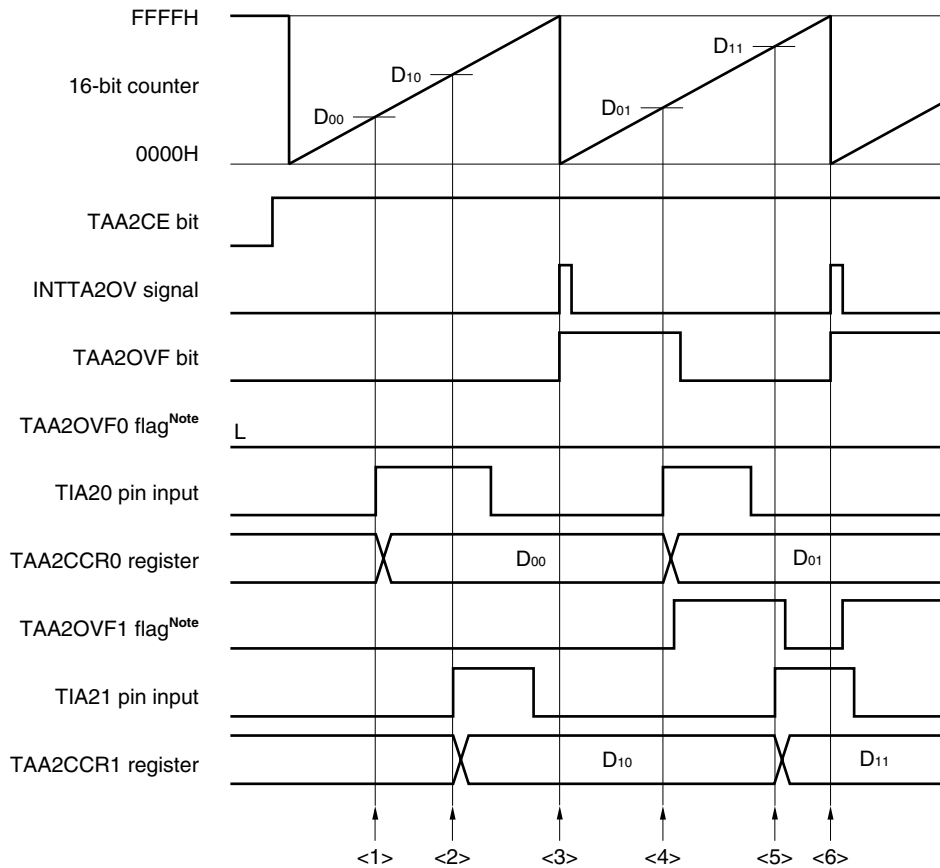 FFFFH
D11
D10
16-bit counter
D01
D00
0000H
TAA2CE bit
INTTA2OV signal
TAA2OVF bit
TAA2OVF0 flagNote
L
TIA20 pin input
TAA2CCR0 register
D00
D01
TAA2OVF1 flagNote
TIA21 pin input
TAA2CCR1 register
D10
D11
<1>
<2>
<3>
<4>
<5>
<6>